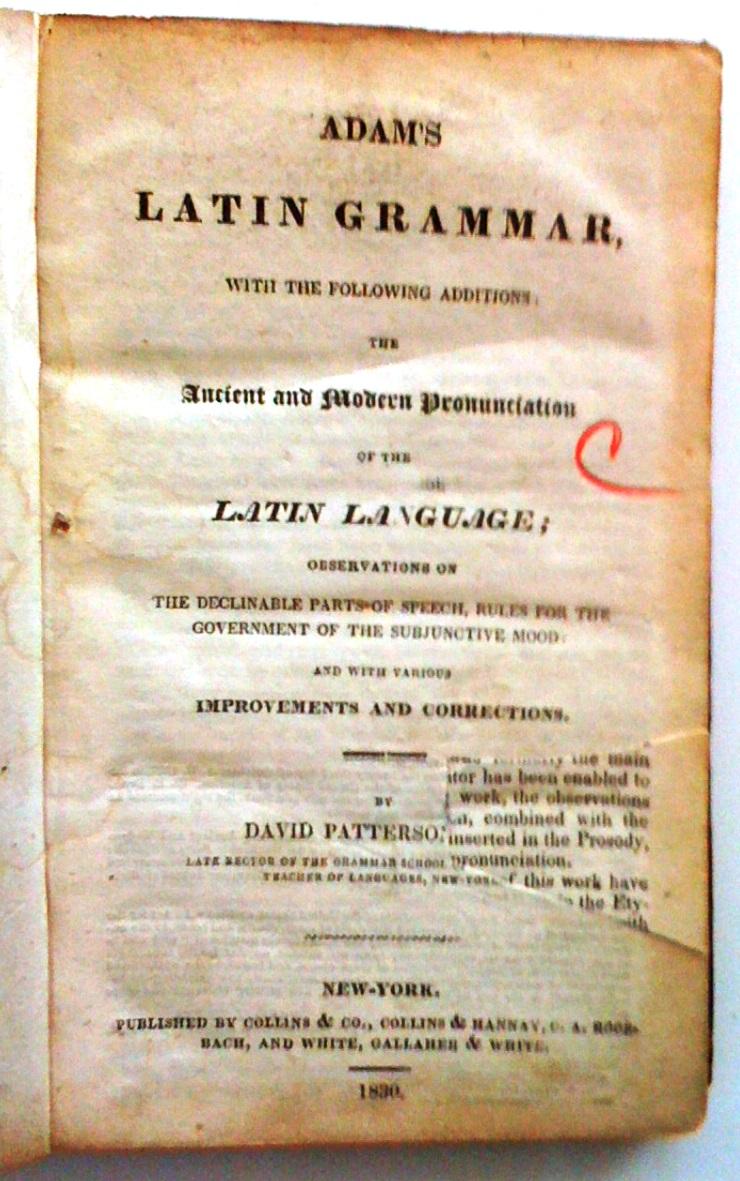 ADAM'S
LATIN GRAMMAR,
WITH THE FOLLOWING ADDITIONS:
THE
Ancient and Modern Pronunciation
OF THE
LATIN LANGUAGE;
OBSERVATIONS ON
THE DECLINABLE PARTS OF SPEECH, RULES FOR THE
GOVERNMENT OF THE SUBJUNCTIVE MOOD:
AND WITH VARIOUS
IMPROVEMENTS AND CORRECTIONS.
the main
has been enabled to
work, the observations
BY
combined with the
DAVID PATTERSO
inserted in the Prosody,
LATE RECTOR OF THE GRAMMAR SCHOOL
pronunciation.
TEACHER OF LANGUAGES, NEW-YORK.
this work have
the Ety-
NEW-YORK.
PUBLISHED BY COLLINS & CO., COLLINS & HANNAY,
BACH, AND WHITE, GALLAHER & WHITE.
1830.